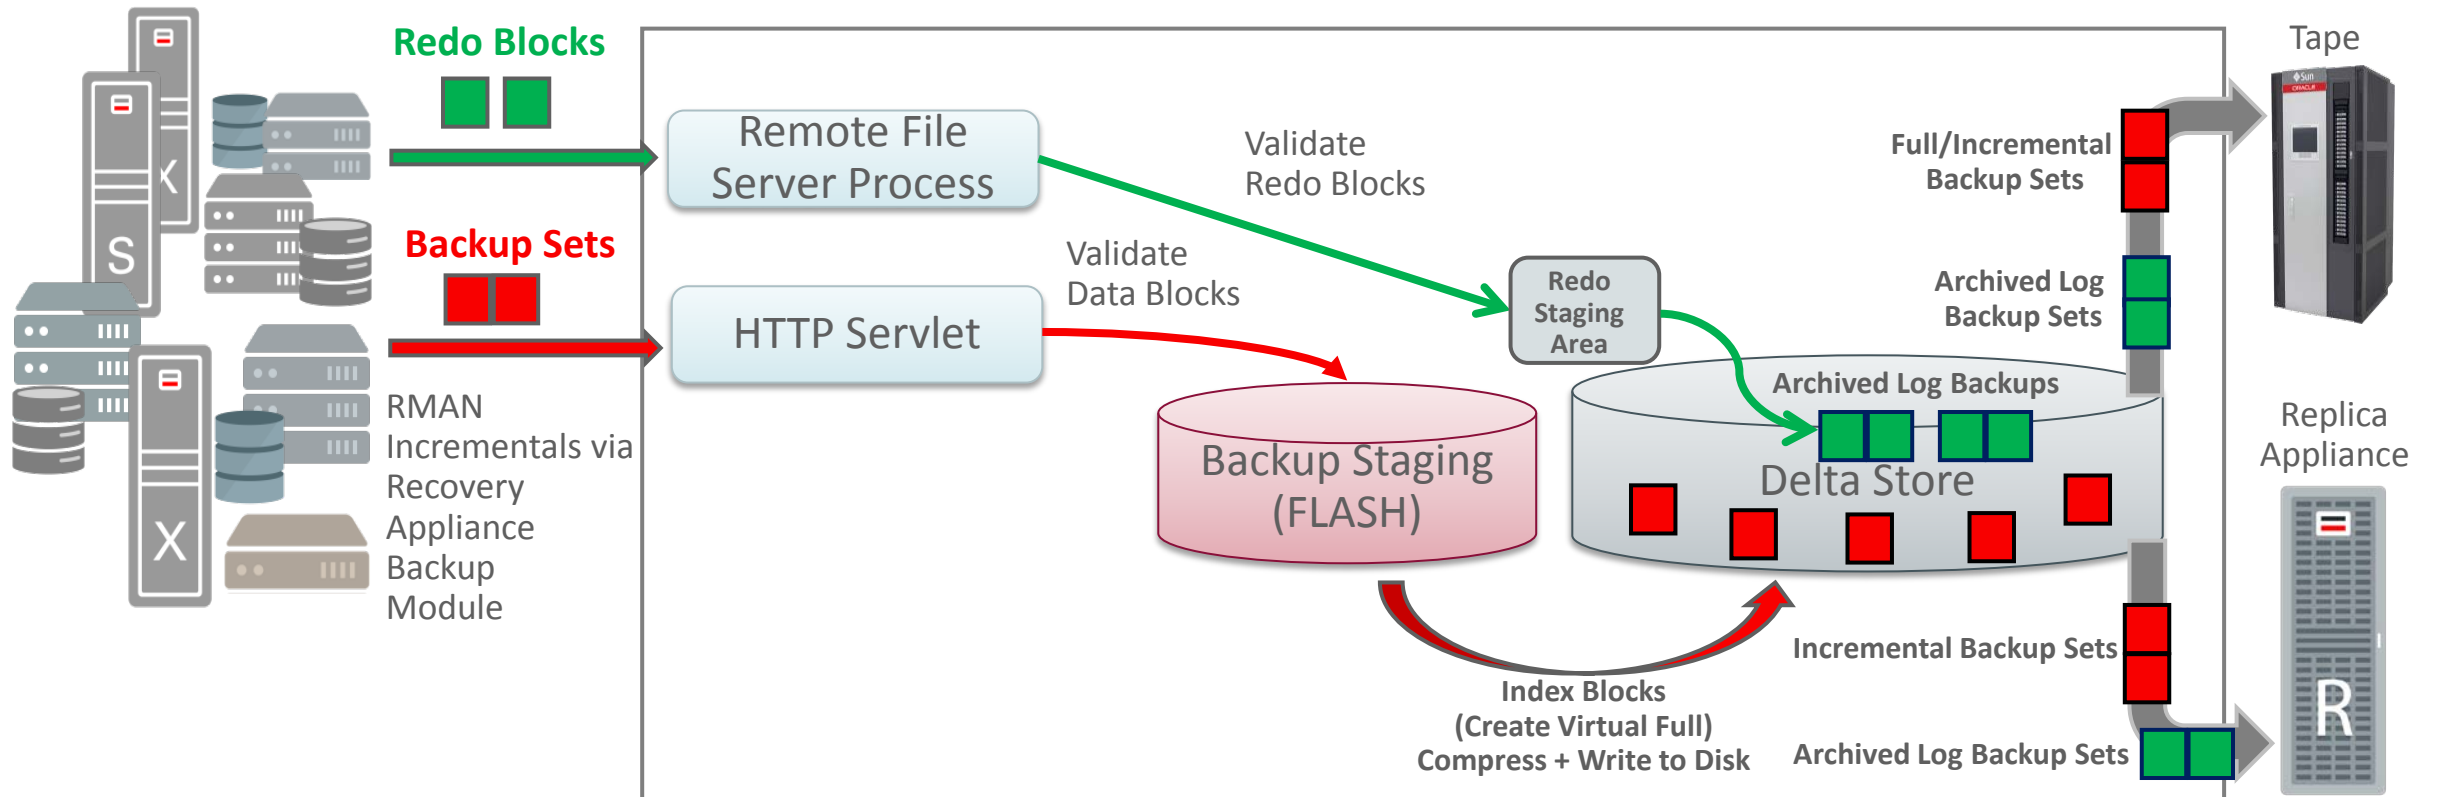 Redo Blocks
Backup Sets
X
S
X
RMAN
Incrementals via
Recovery
Appliance
Backup
Module
Remote File
Server Process
HTTP Servlet
Validate
Redo Blocks
Validate
Data Blocks
Redo
Staging
Area
Backup Staging
(FLASH)
Archived Log Backups
Delta Store
Index Blocks
(Create Virtual Full)
Compress + Write to Disk
Full/Incremental
Backup Sets
Archived Log
Backup Sets
Incremental Backup Sets
Archived Log Backup Sets
Tape
Sun
ORACLE
Replica
Appliance
R